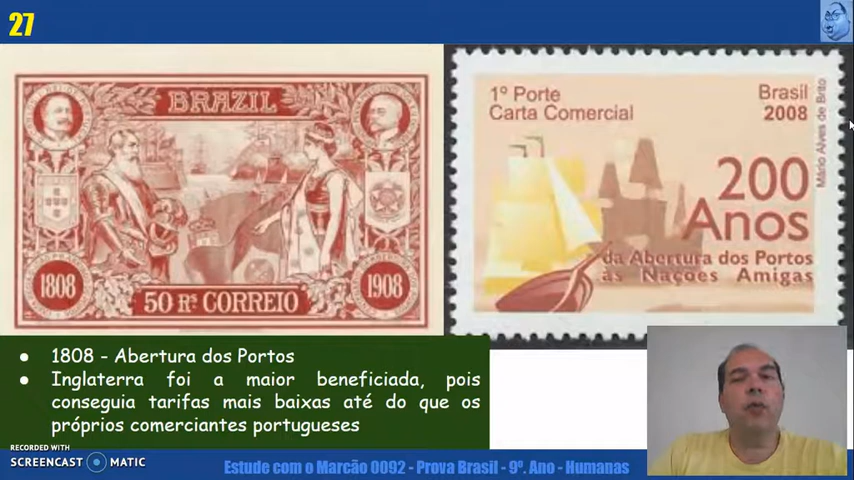 27
BRAZIL
1808
50 Rs CORREIO
1908
1º Porte
Carta Comercial
Brasil
2008
Mário Alves de Brito
200
Anos
da Abertura dos Portos
às Nações Amigas
● 1808 - Abertura dos Portos
● Inglaterra foi a maior beneficiada, pois
conseguia tarifas mais baixas até do que os
próprios comerciantes portugueses
RECORDED WITH
SCREENCAST MATIC
Estude com o Marcão 0092 - Prova Brasil - 9º. Ano - Humanas